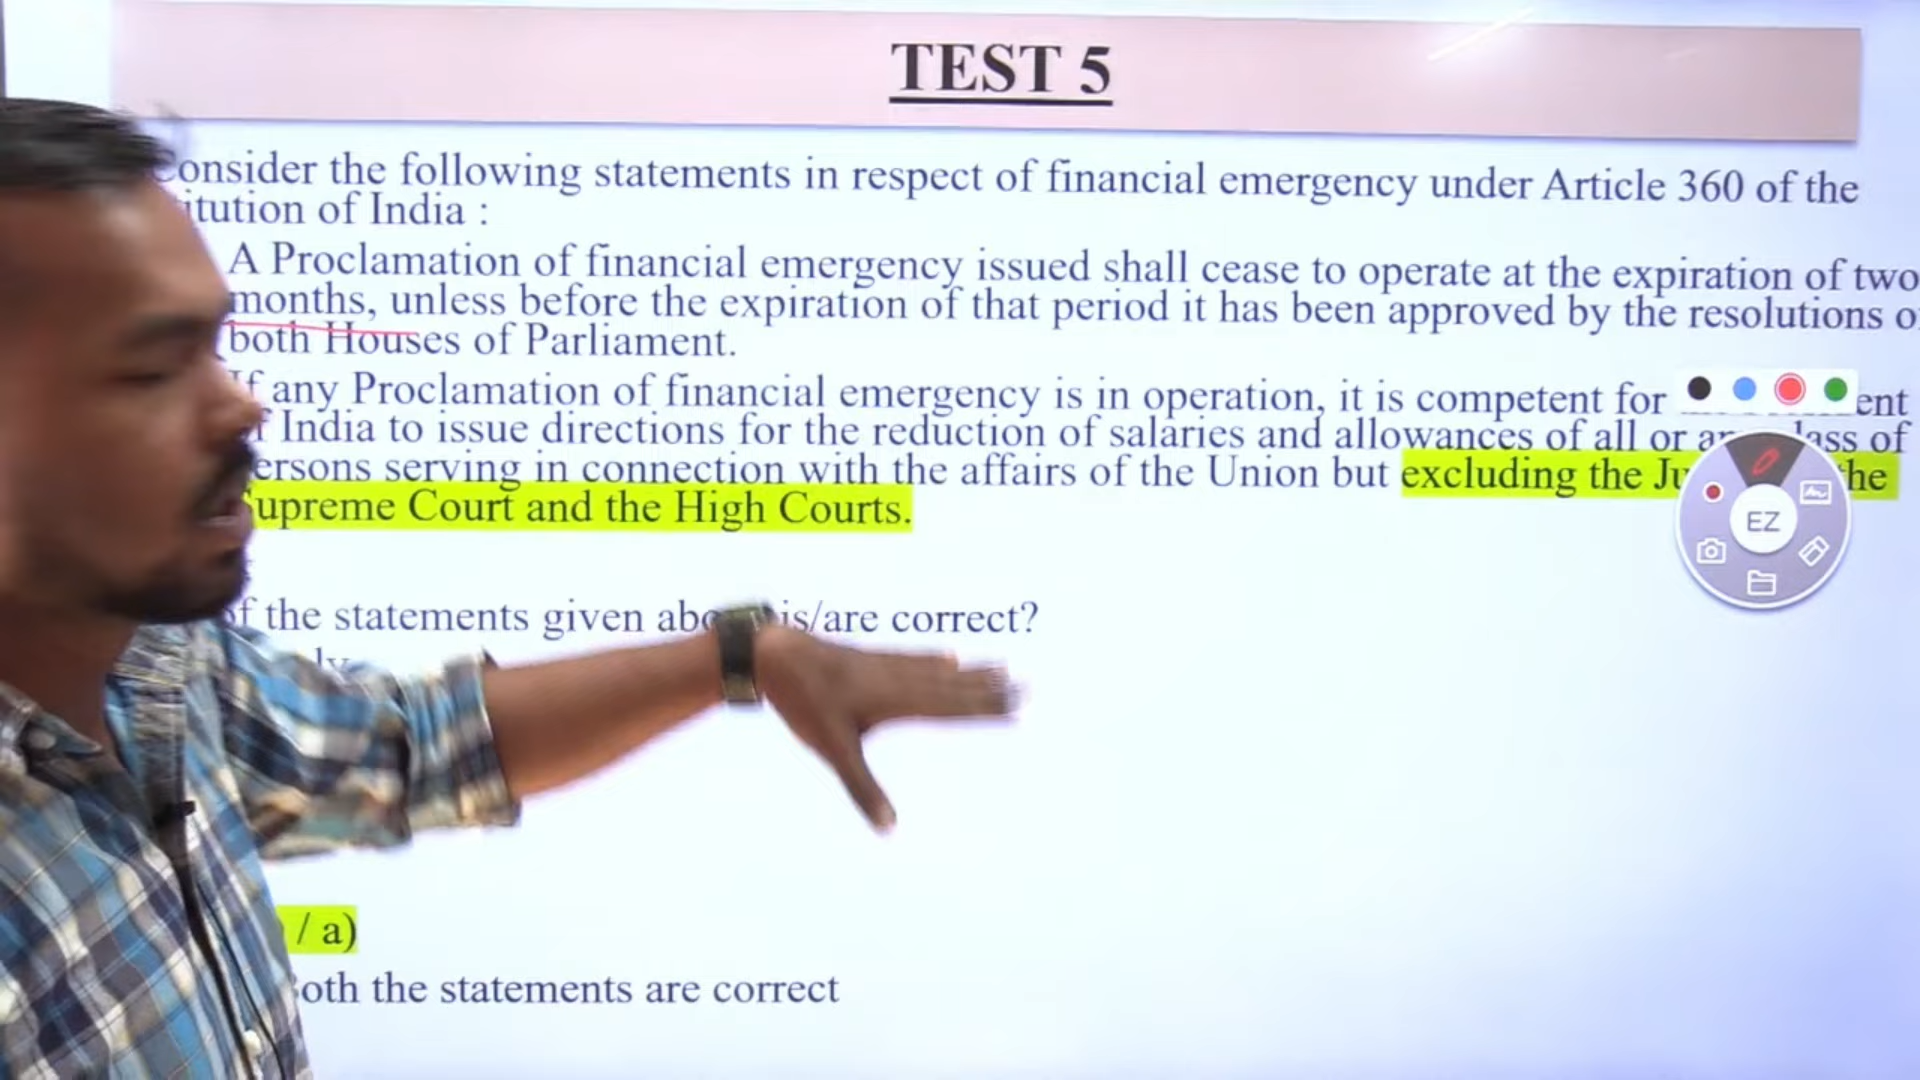 TEST 5
Consider the following statements in respect of financial emergency under Article 360 of the
itution of India :
A Proclamation of financial emergency issued shall cease to operate at the expiration of two
months, unless before the expiration of that period it has been approved by the resolutions
both Houses of Parliament.
If any Proclamation of financial emergency is in operation, it is competent for ent
India to issue directions for the reduction of salaries and allowances of all or lass of
ersons serving in connection with the affairs of the Union but excluding the Ju he
Supreme Court and the High Courts.
EZ
of the statements given is/are correct?
ly
/ a)
oth the statements are correct